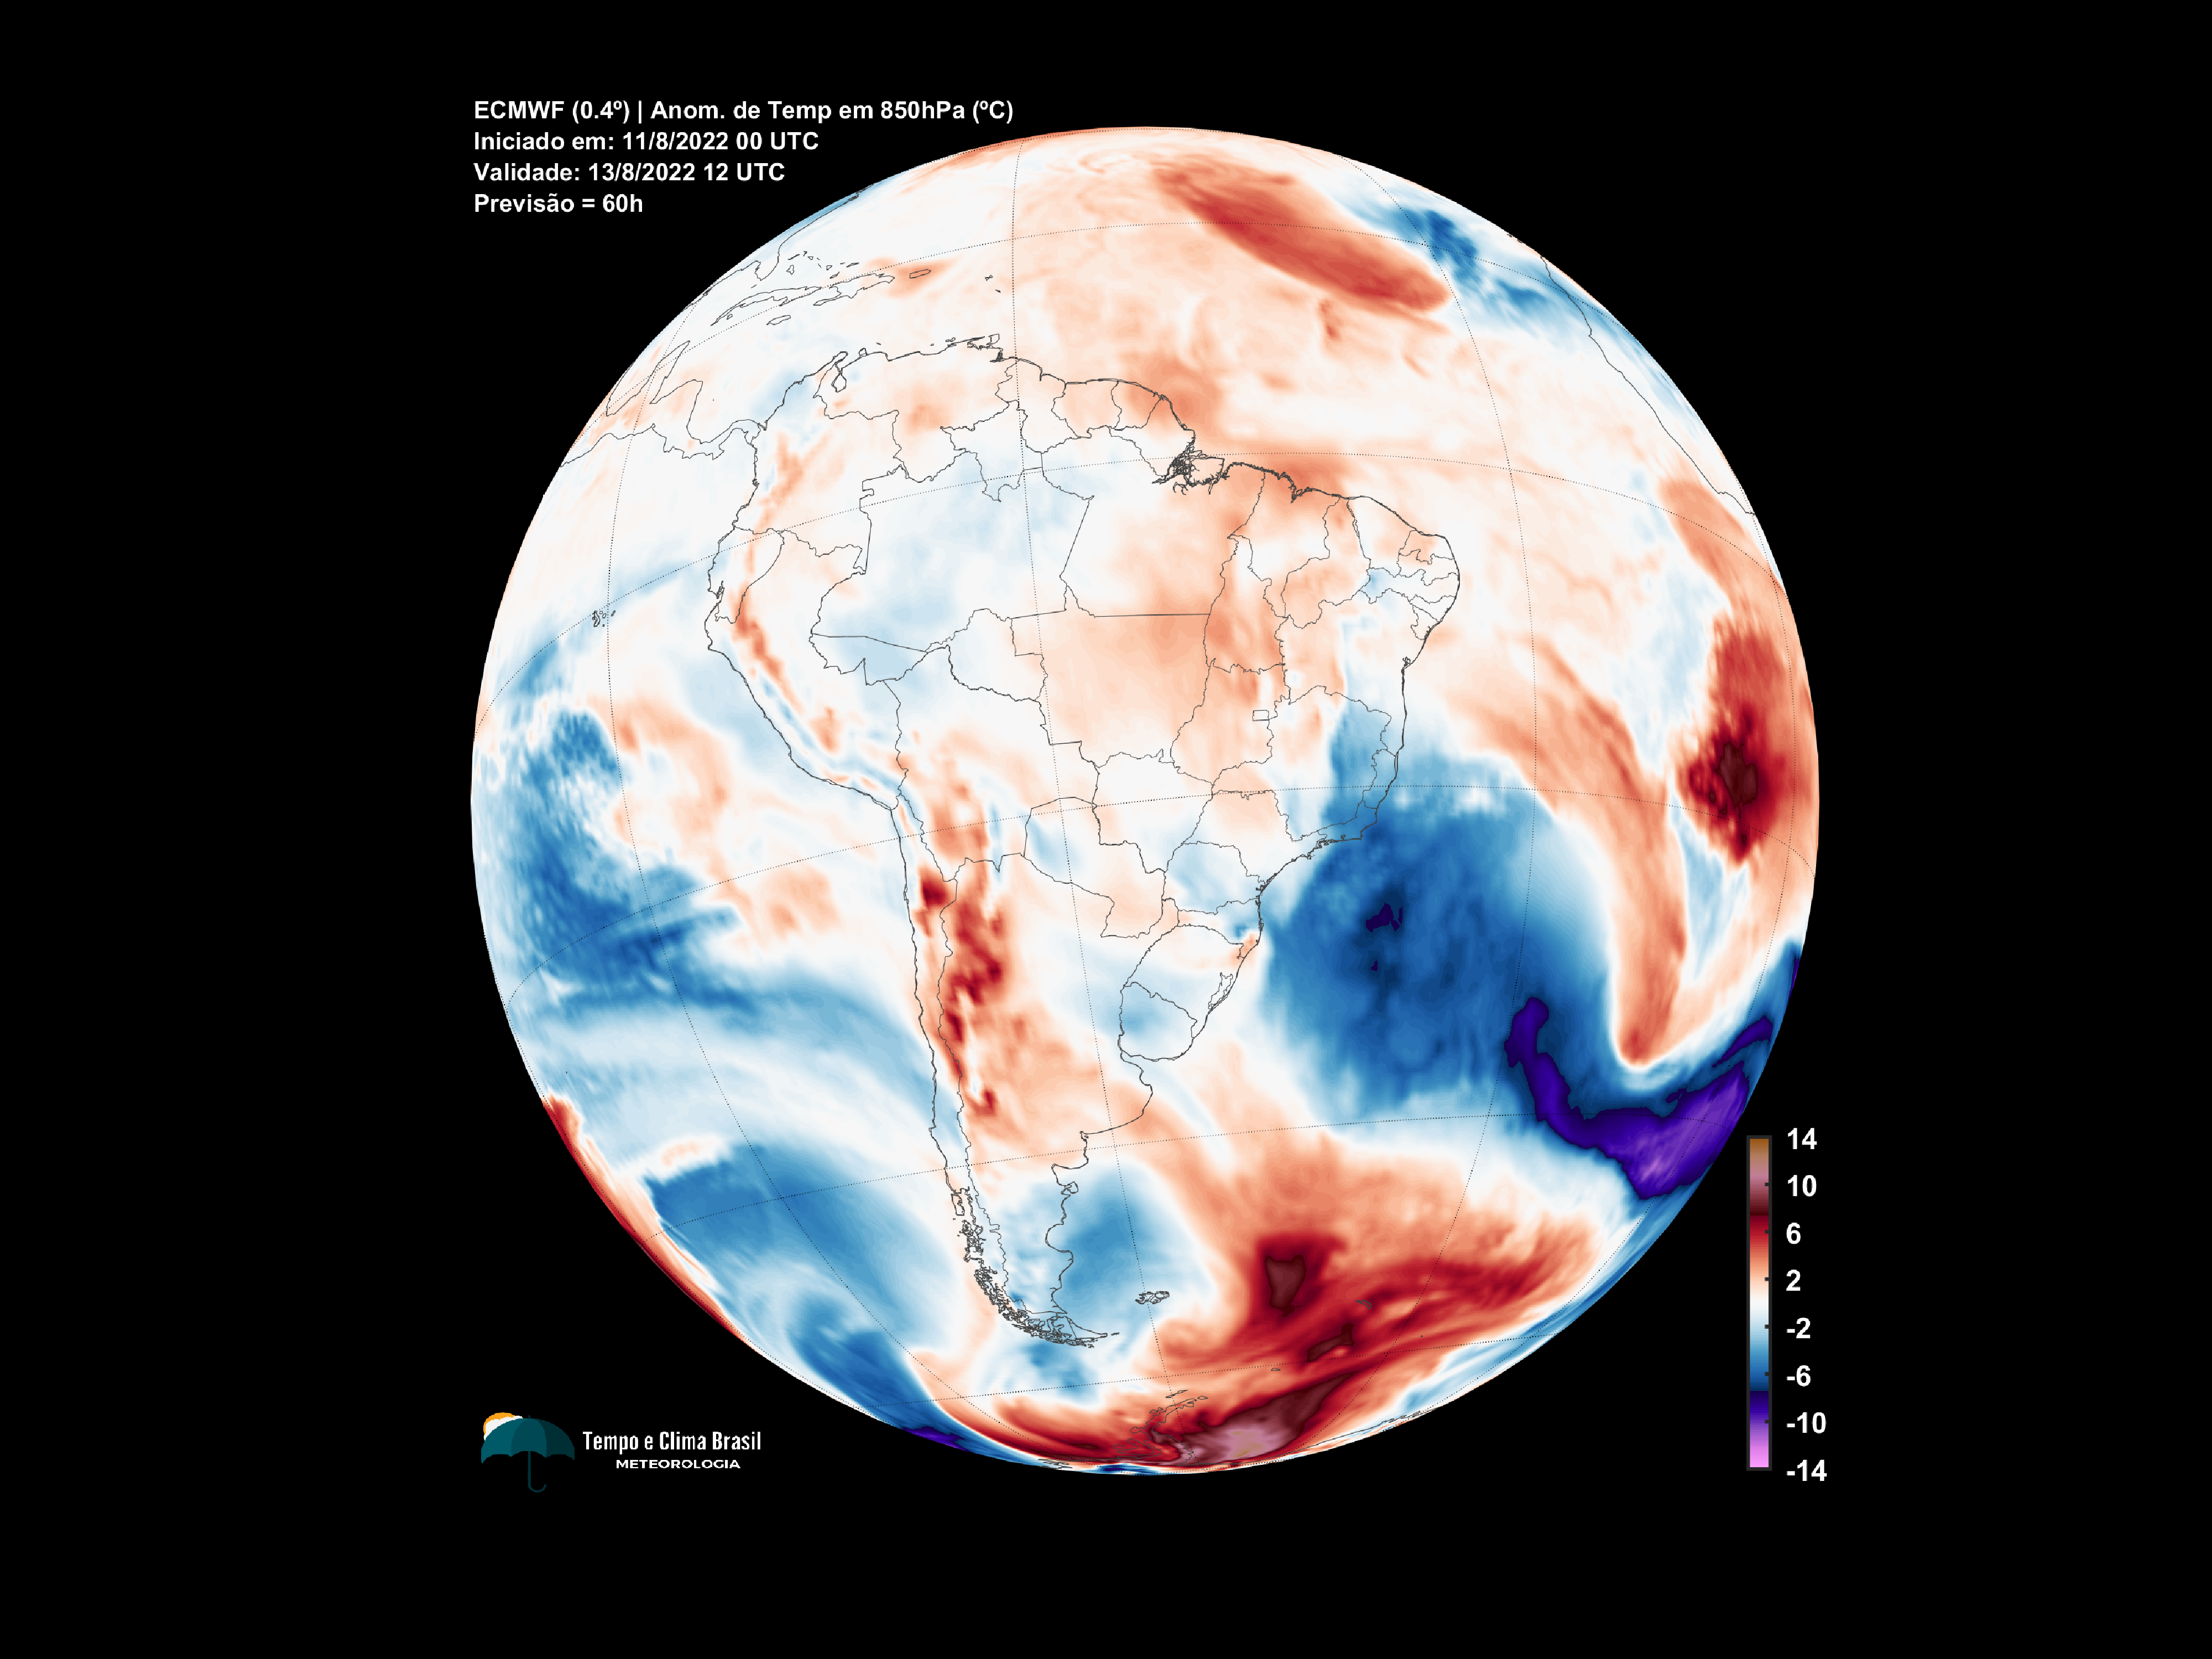 ECMWF (0.4º) | Anom. de Temp em 850hPa (ºC)
Iniciado em: 11/8/2022 00 UTC
Validade: 13/8/2022 12 UTC
Previsão = 60h
14
10
6
2
-2
-6
-10
-14
Tempo e Clima Brasil
METEOROLOGIA